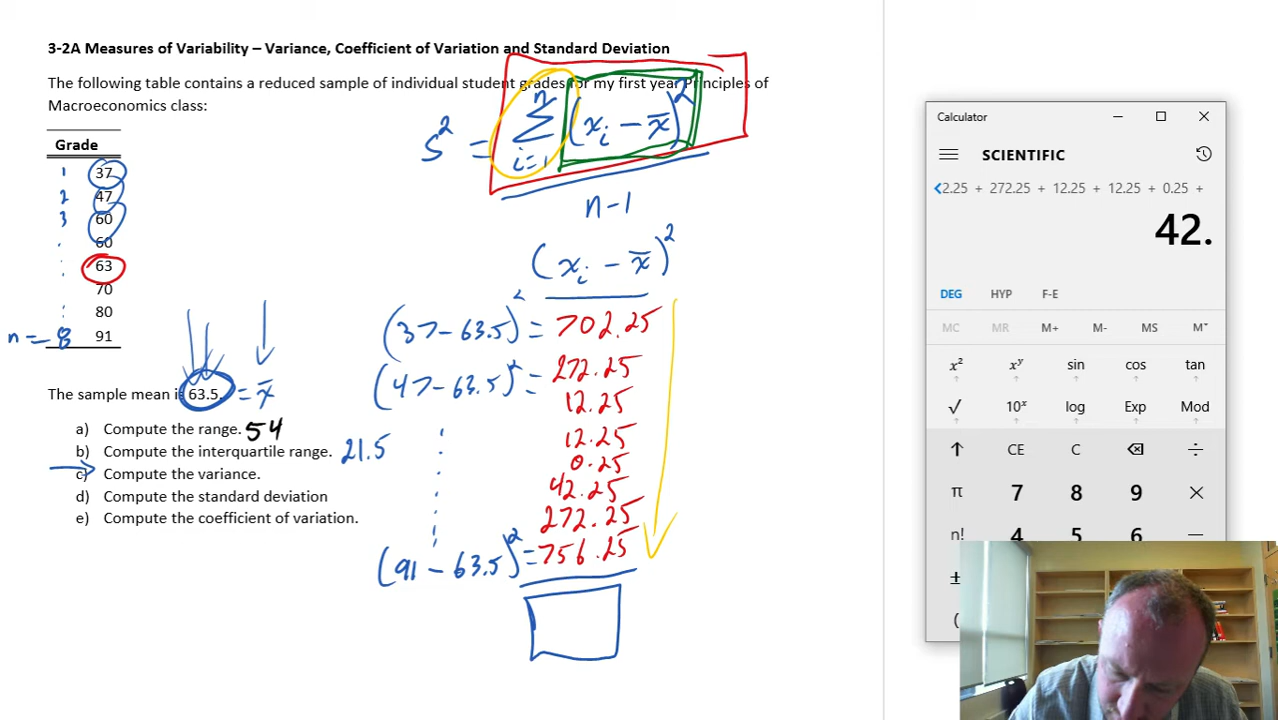 3-2A Measures of Variability – Variance, Coefficient of Variation and Standard Deviation
The following table contains a reduced sample of individual student grades for my first year Principles of
Macroeconomics class:
s² = Σ i=1 n (xᵢ – x̄)² / n-1
Grade
1 37
2 47
3 60
60
63
70
80
n = 8 91
The sample mean is 63.5. = x̄
a) Compute the range. 54
b) Compute the interquartile range. 21.5
c) Compute the variance.
d) Compute the standard deviation
e) Compute the coefficient of variation.
(xᵢ – x̄)²
(37-63.5)² = 702.25
(47-63.5)² = 272.25
12.25
12.25
0.25
42.25
272.25
(91 – 63.5)² = 756.25
Calculator
SCIENTIFIC
2.25 + 272.25 + 12.25 + 12.25 + 0.25 +
42.
DEG HYP F-E
MC MR M+ M- MS M˅
x² xʸ sin cos tan
√ 10ˣ log Exp Mod
↑ CE C ⌫ ÷
π 7 8 9 ×
n! 4 5 6 −
±
(